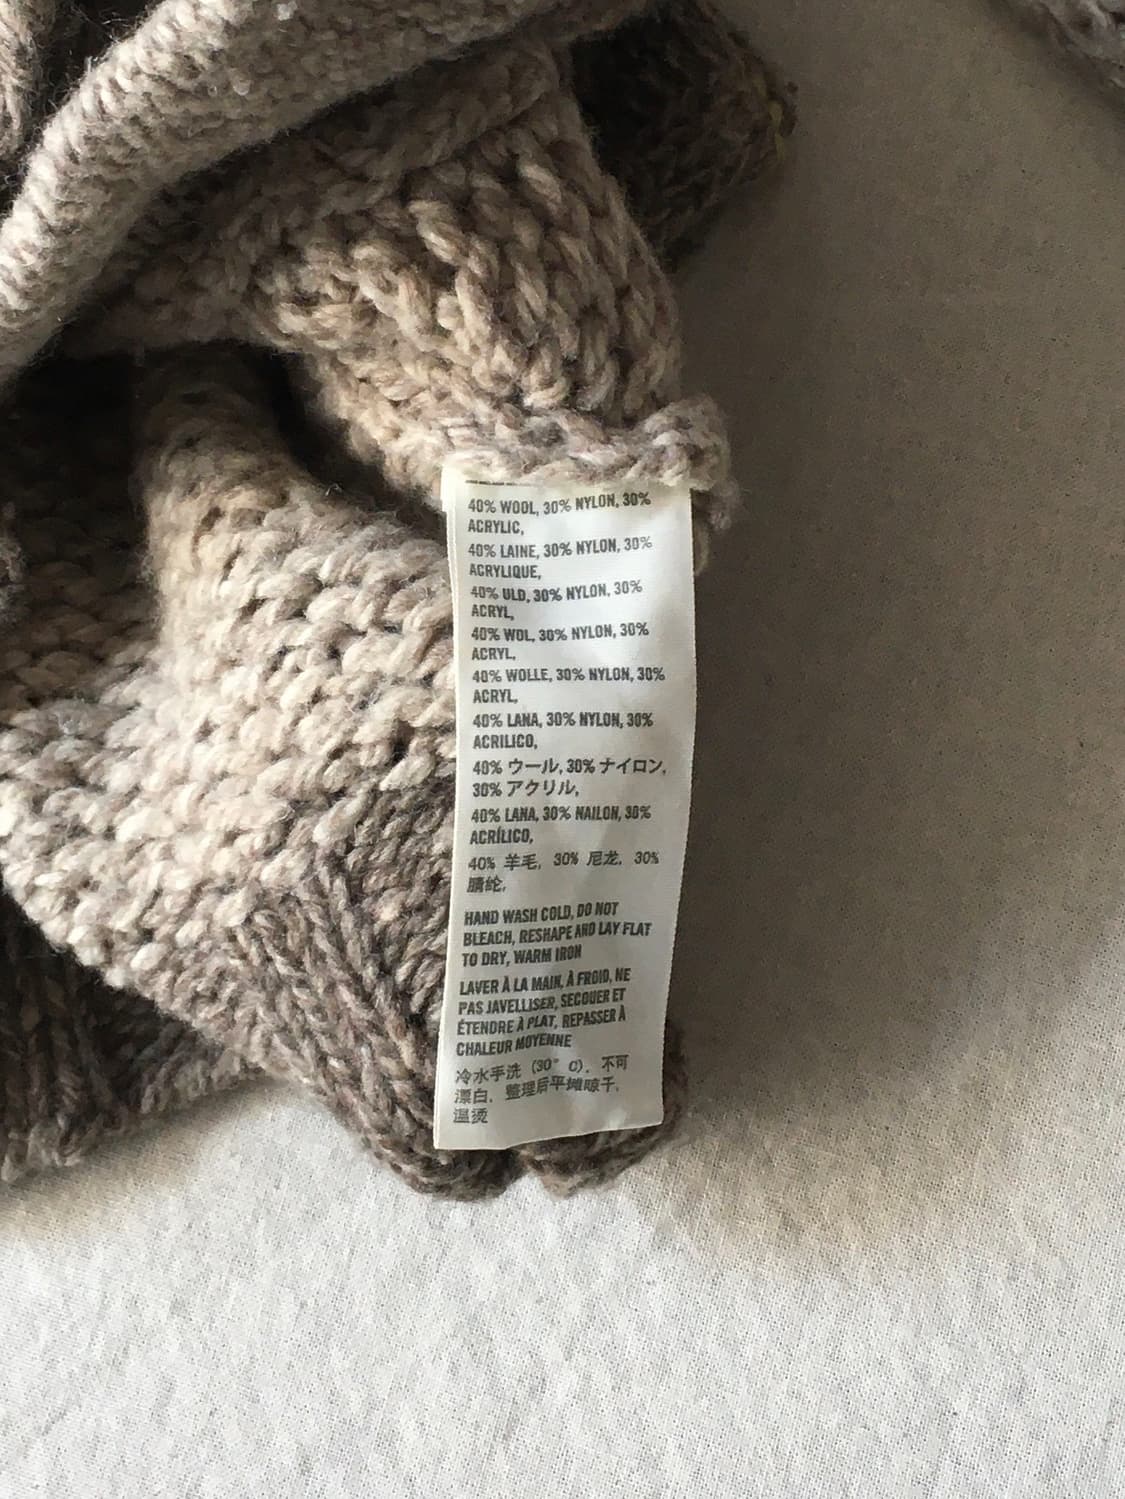 40% WOOL, 30% NYLON, 30%
ACRYLIC,
40% LAINE, 30% NYLON, 30%
ACRYLIQUE,
40% ULD, 30% NYLON, 30%
ACRYL,
40% WOL, 30% NYLON, 30%
ACRYL,
40% WOLLE, 30% NYLON, 30%
ACRYL,
40% LANA, 30% NYLON, 30%
ACRILICO,
40% ウール, 30% ナイロン,
30% アクリル,
40% LANA, 30% NAILON, 30%
ACRÍLICO,
40% 羊毛, 30% 尼龙, 30%
腈纶,
HAND WASH COLD, DO NOT
BLEACH, RESHAPE AND LAY FLAT
TO DRY, WARM IRON
LAVER À LA MAIN, À FROID, NE
PAS JAVELLISER, SECOUER ET
ÉTENDRE À PLAT, REPASSER À
CHALEUR MOYENNE
冷水手洗 (30° C), 不可
漂白, 整理后平摊晾干,
温烫